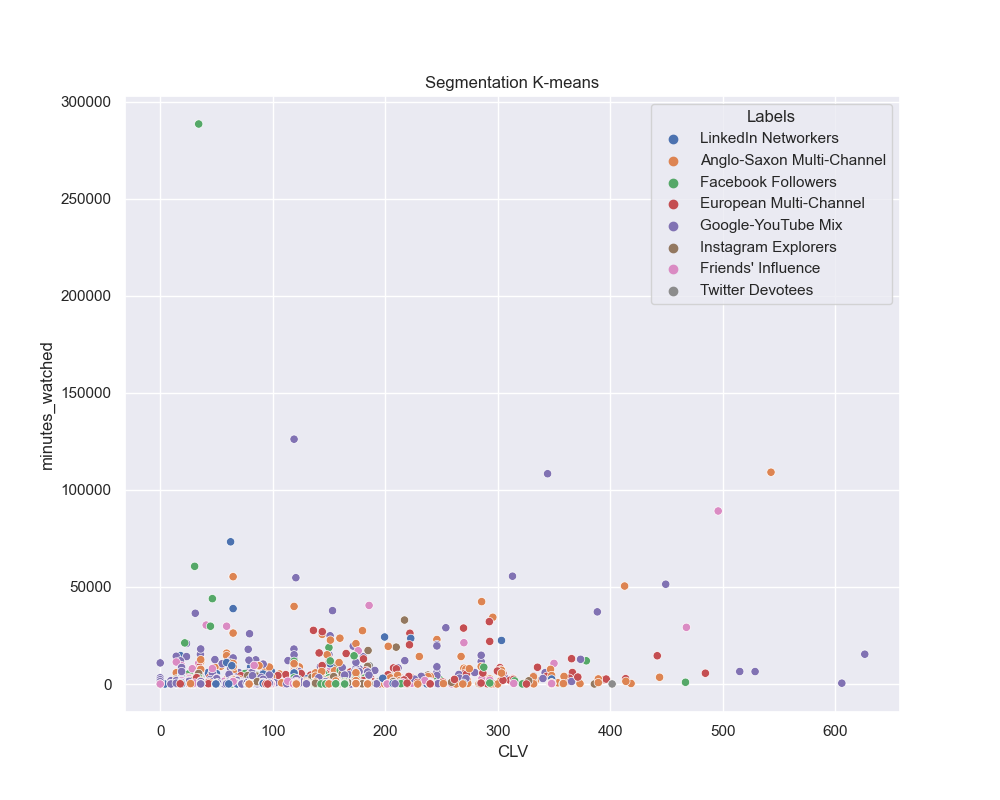 Segmentation K-means
300000
250000
200000
150000
100000
50000
0
minutes_watched
0 100 200 300 400 500 600
CLV
Labels
LinkedIn Networkers
Anglo-Saxon Multi-Channel
Facebook Followers
European Multi-Channel
Google-YouTube Mix
Instagram Explorers
Friends' Influence
Twitter Devotees